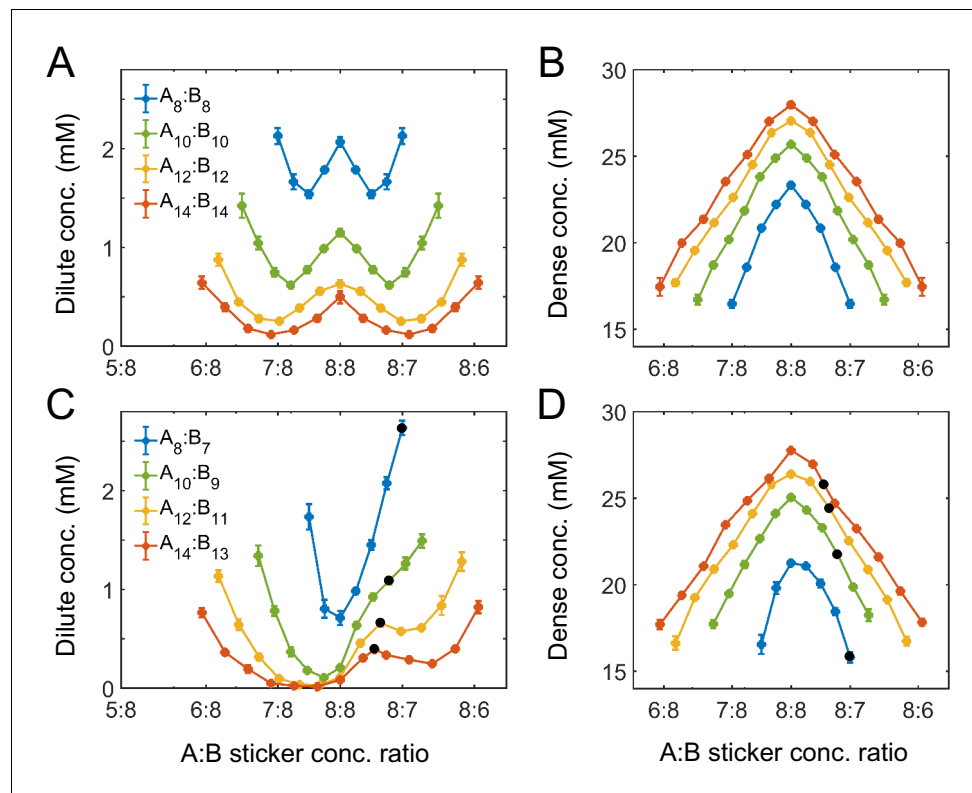 A
Dilute conc. (mM)
2
1
0
A8:B8
A10:B10
A12:B12
A14:B14
5:8 6:8 7:8 8:8 8:7 8:6
B
Dense conc. (mM)
30
25
20
15
6:8 7:8 8:8 8:7 8:6
C
Dilute conc. (mM)
2
1
0
A8:B7
A10:B9
A12:B11
A14:B13
5:8 6:8 7:8 8:8 8:7 8:6
A:B sticker conc. ratio
D
Dense conc. (mM)
30
25
20
15
6:8 7:8 8:8 8:7 8:6
A:B sticker conc. ratio